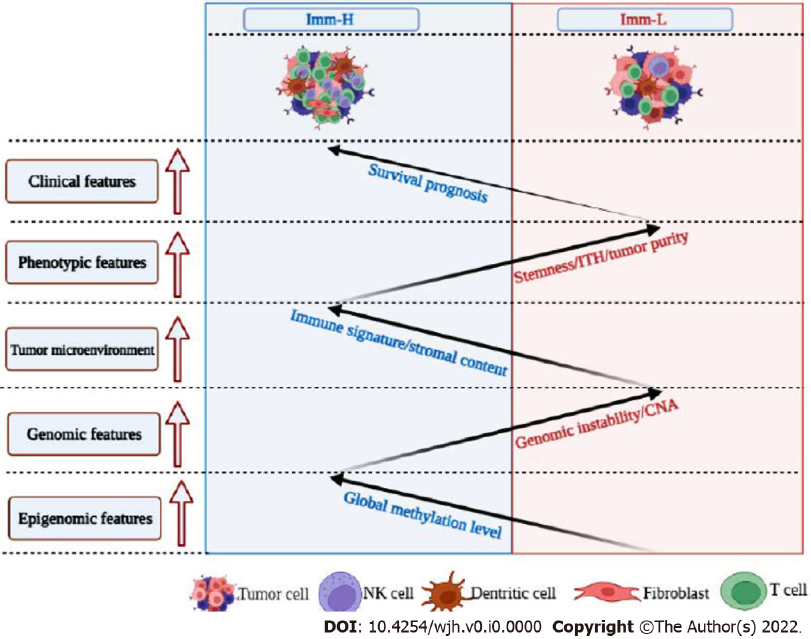 Imm-H
Imm-L
Clinical features
Survival prognosis
Phenotypic features
Stemness/ITH/tumor purity
Tumor microenvironment
Immune signature/stromal content
Genomic features
Genomic instability/CNA
Epigenomic features
Global methylation level
Tumor cell
NK cell
Dentritic cell
Fibroblast
T cell
DOI: 10.4254/wjh.v0.i0.0000 Copyright ©The Author(s) 2022.